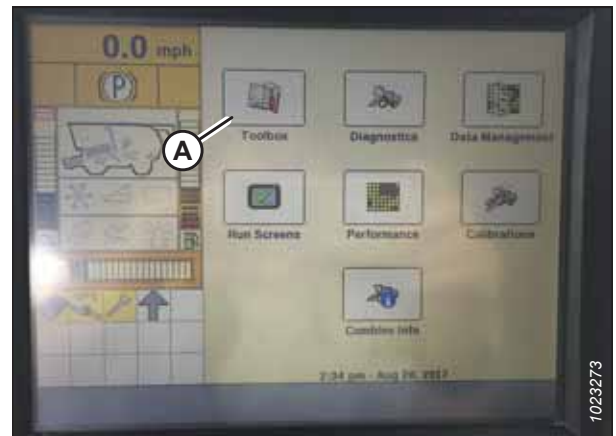 0.0 mph
(P)
A
Toolbox
Diagnostics
Data Management
Run Screens
Performance
Calibrations
Combine Info
2:34 pm - Aug 20, 2017
1023273